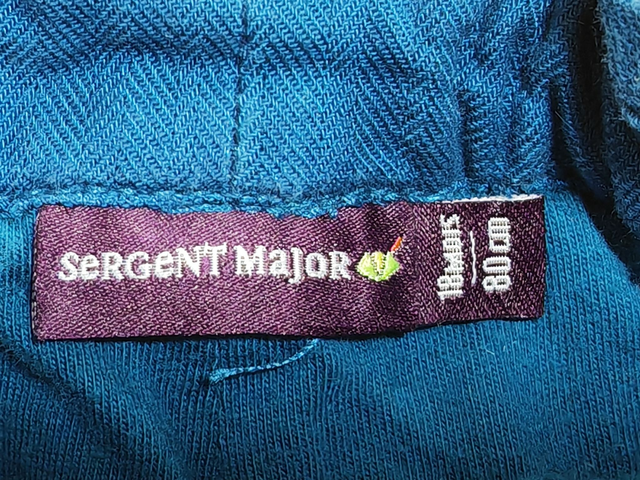 SeRGeNT MaJoR
18MOIS
80 CM